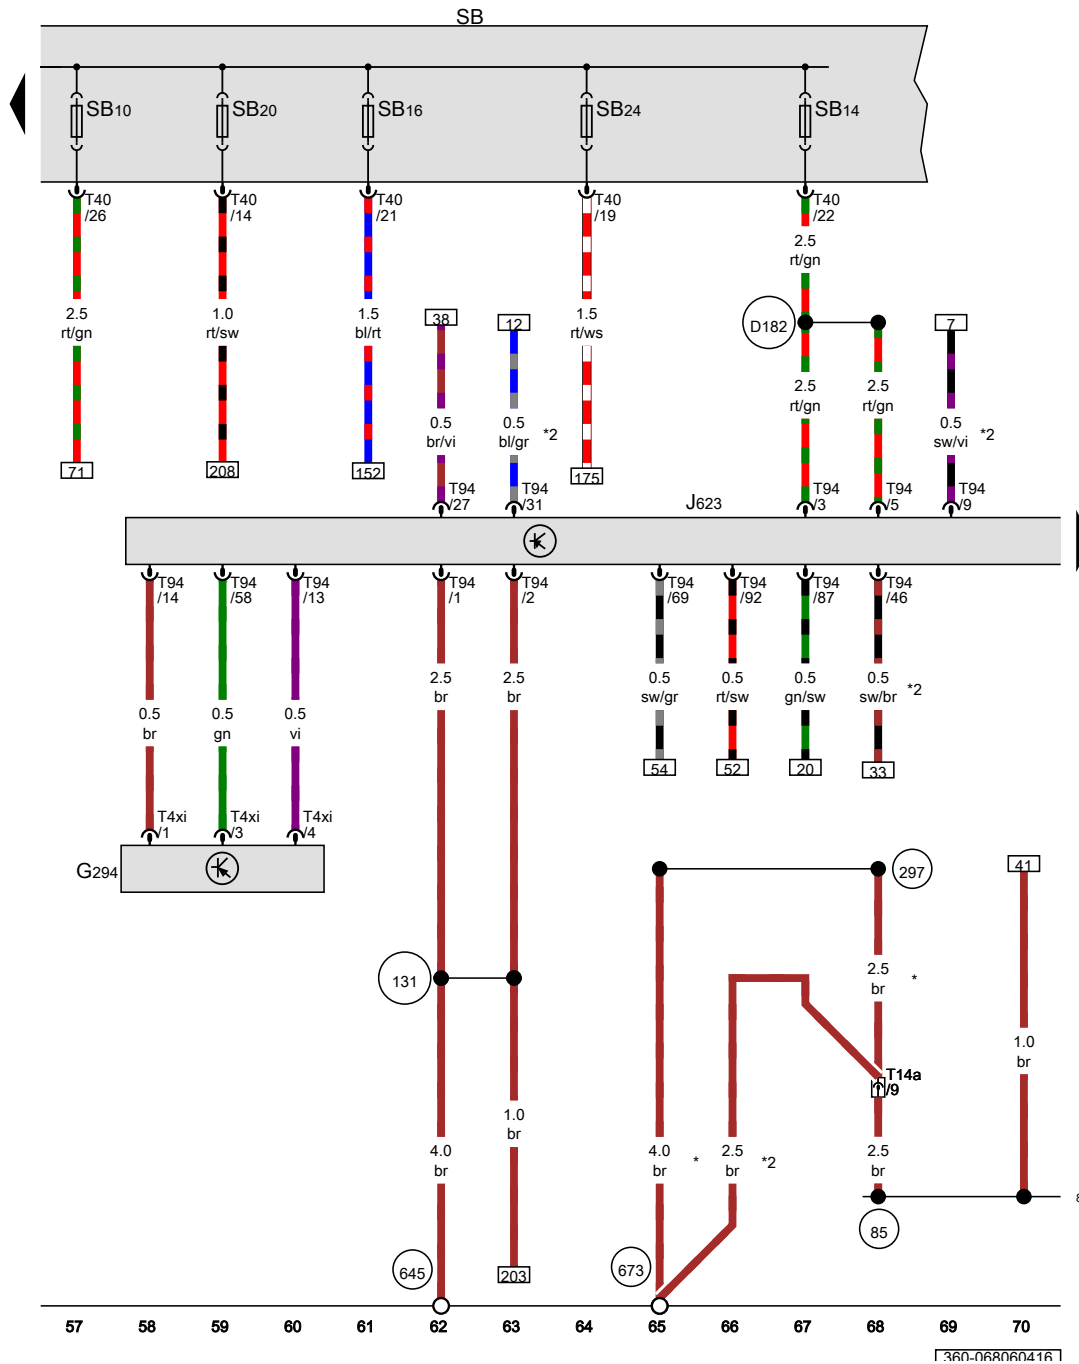 SB
SB10
SB20
SB16
SB24
SB14
T40
/26
T40
/14
T40
/21
T40
/19
T40
/22
2.5
rt/gn
2.5
rt/gn
1.0
rt/sw
1.5
bl/rt
38
12
1.5
rt/ws
D182
7
2.5
rt/gn
2.5
rt/gn
0.5
br/vi
0.5
bl/gr
*2
0.5
sw/vi
*2
71
208
152
175
T94
/27
T94
/31
J623
T94
/3
T94
/5
T94
/9
T94
/14
T94
/58
T94
/13
T94
/1
T94
/2
T94
/69
T94
/92
T94
/87
T94
/46
2.5
br
2.5
br
0.5
sw/gr
0.5
rt/sw
0.5
gn/sw
0.5
sw/br
*2
0.5
br
0.5
gn
0.5
vi
54
52
20
33
T4xi
/1
T4xi
/3
T4xi
/4
G294
297
41
131
2.5
br
*
1.0
br
T14a
/9
1.0
br
4.0
br
4.0
br
*
2.5
br
*2
2.5
br
85
645
203
673
57 58 59 60 61 62 63 64 65 66 67 68 69 70
360-068060416